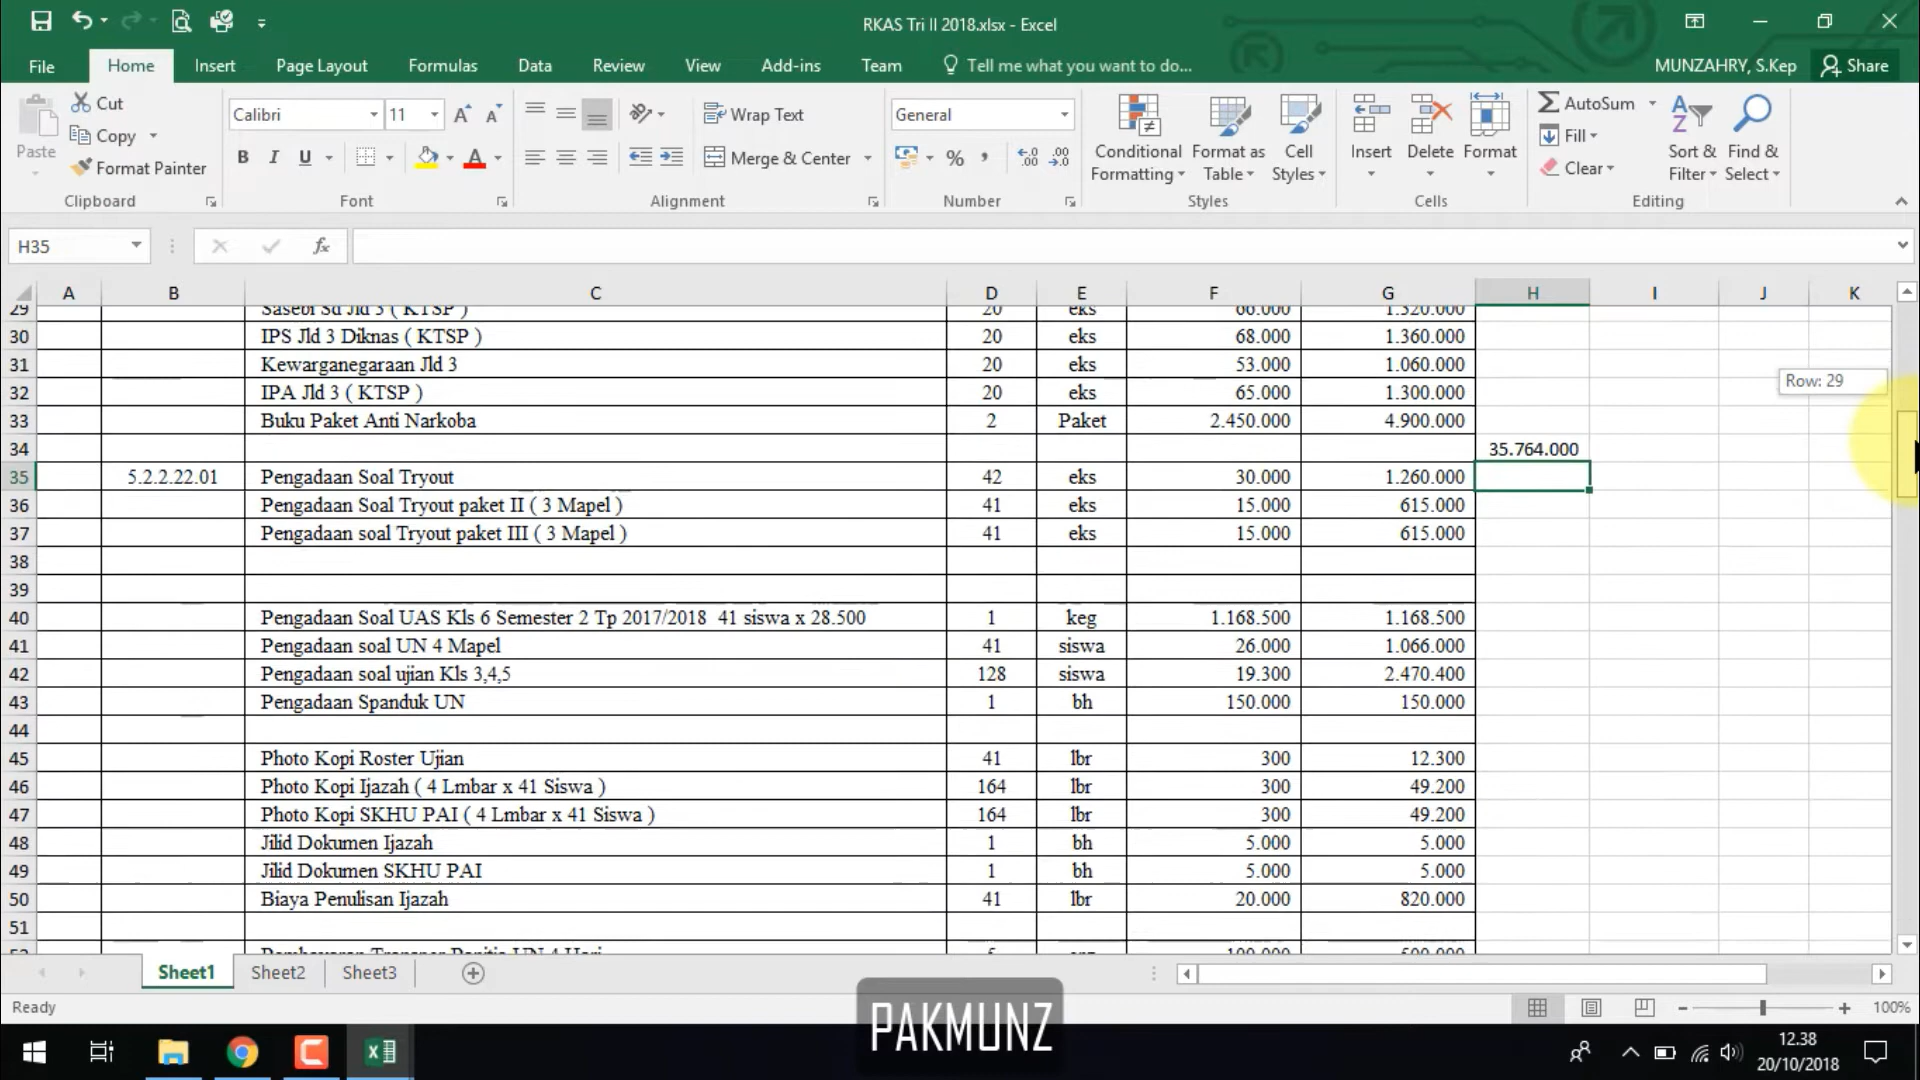 RKAS Tri II 2018.xlsx - Excel
File Home Insert Page Layout Formulas Data Review View Add-ins Team Tell me what you want to do... MUNZAHRY, S.Kep Share
Paste Cut Copy Format Painter Clipboard
Calibri 11 B I U A Font
Wrap Text Merge & Center Alignment
General % Number
Conditional Formatting Format as Table Cell Styles Styles
Insert Delete Format Cells
AutoSum Fill Clear Sort & Filter Find & Select Editing
H35 fx
A B C D E F G H I J K
29 Sasebi Sd Jld 3 ( KTSP ) 20 eks 66.000 1.320.000
30 IPS Jld 3 Diknas ( KTSP ) 20 eks 68.000 1.360.000
31 Kewarganegaraan Jld 3 20 eks 53.000 1.060.000
Row: 29
32 IPA Jld 3 ( KTSP ) 20 eks 65.000 1.300.000
33 Buku Paket Anti Narkoba 2 Paket 2.450.000 4.900.000
34 35.764.000
35 5.2.2.22.01 Pengadaan Soal Tryout 42 eks 30.000 1.260.000
36 Pengadaan Soal Tryout paket II ( 3 Mapel ) 41 eks 15.000 615.000
37 Pengadaan soal Tryout paket III ( 3 Mapel ) 41 eks 15.000 615.000
38
39
40 Pengadaan Soal UAS Kls 6 Semester 2 Tp 2017/2018 41 siswa x 28.500 1 keg 1.168.500 1.168.500
41 Pengadaan soal UN 4 Mapel 41 siswa 26.000 1.066.000
42 Pengadaan soal ujian Kls 3,4,5 128 siswa 19.300 2.470.400
43 Pengadaan Spanduk UN 1 bh 150.000 150.000
44
45 Photo Kopi Roster Ujian 41 lbr 300 12.300
46 Photo Kopi Ijazah ( 4 Lmbar x 41 Siswa ) 164 lbr 300 49.200
47 Photo Kopi SKHU PAI ( 4 Lmbar x 41 Siswa ) 164 lbr 300 49.200
48 Jilid Dokumen Ijazah 1 bh 5.000 5.000
49 Jilid Dokumen SKHU PAI 1 bh 5.000 5.000
50 Biaya Penulisan Ijazah 41 lbr 20.000 820.000
51
Sheet1 Sheet2 Sheet3
Ready 100%
PAKMUNZ
12.38
20/10/2018